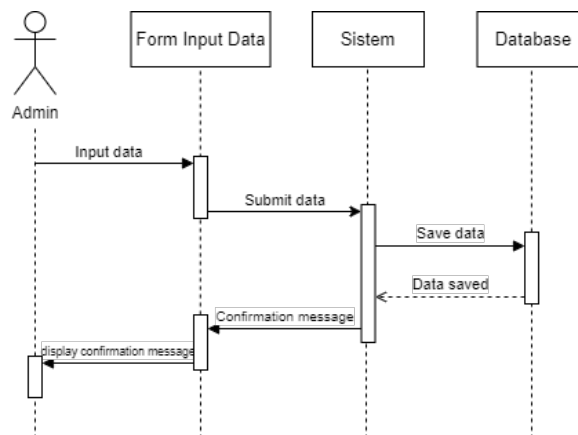 Form Input Data
Sistem
Database
Admin
Input data
Submit data
Save data
Data saved
Confirmation message
display confirmation message